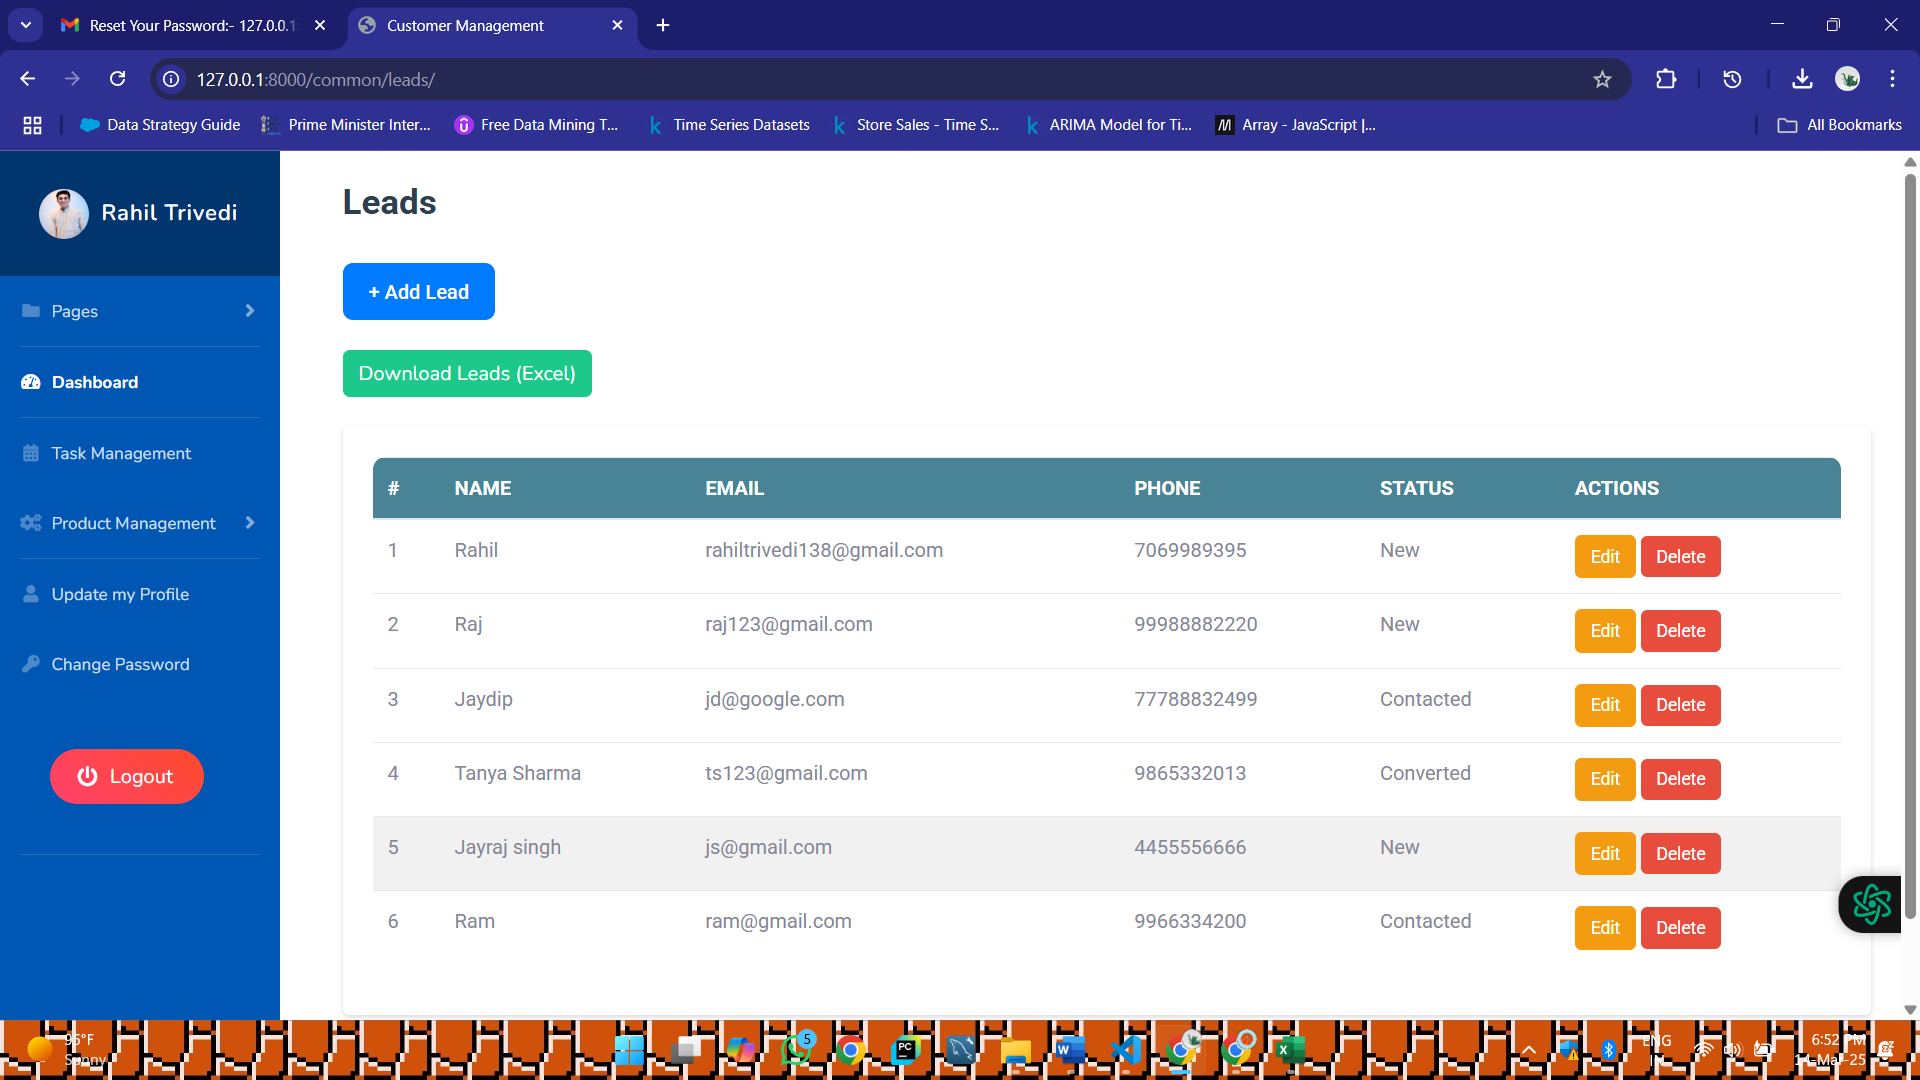 Reset Your Password:- 127.0.0.1:
Customer Management
127.0.0.1:8000/common/leads/
Data Strategy Guide
Prime Minister Inter...
Free Data Mining T...
Time Series Datasets
Store Sales - Time S...
ARIMA Model for Ti...
Array - JavaScript |...
All Bookmarks
Rahil Trivedi
Pages
Dashboard
Task Management
Product Management
Update my Profile
Change Password
Logout
Leads
+ Add Lead
Download Leads (Excel)
# NAME EMAIL PHONE STATUS ACTIONS
1 Rahil rahiltrivedi138@gmail.com 7069989395 New Edit Delete
2 Raj raj123@gmail.com 99988882220 New Edit Delete
3 Jaydip jd@google.com 77788832499 Contacted Edit Delete
4 Tanya Sharma ts123@gmail.com 9865332013 Converted Edit Delete
5 Jayraj singh js@gmail.com 4455556666 New Edit Delete
6 Ram ram@gmail.com 9966334200 Contacted Edit Delete
95°F
Sunny
5
PC
W
X
ENG
IN
6:52 PM
14-Mar-25